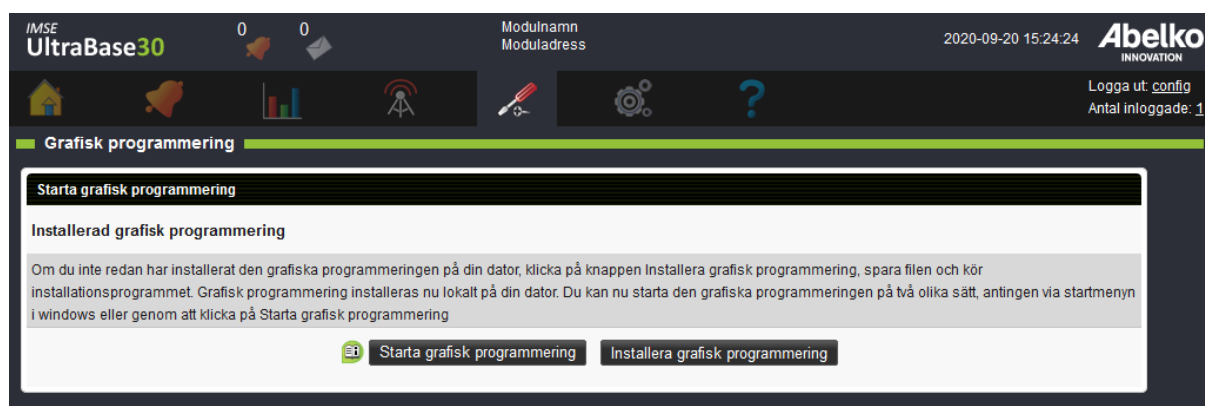 IMSE
UltraBase30
0
0
Modulnamn
Moduladress
2020-09-20 15:24:24
Abelko
INNOVATION
Logga ut: config
Antal inloggade: 1
Grafisk programmering
Starta grafisk programmering
Installerad grafisk programmering
Om du inte redan har installerat den grafiska programmeringen på din dator, klicka på knappen Installera grafisk programmering, spara filen och kör
installationsprogrammet. Grafisk programmering installeras nu lokalt på din dator. Du kan nu starta den grafiska programmeringen på två olika sätt, antingen via startmenyn
i windows eller genom att klicka på Starta grafisk programmering
Starta grafisk programmering
Installera grafisk programmering